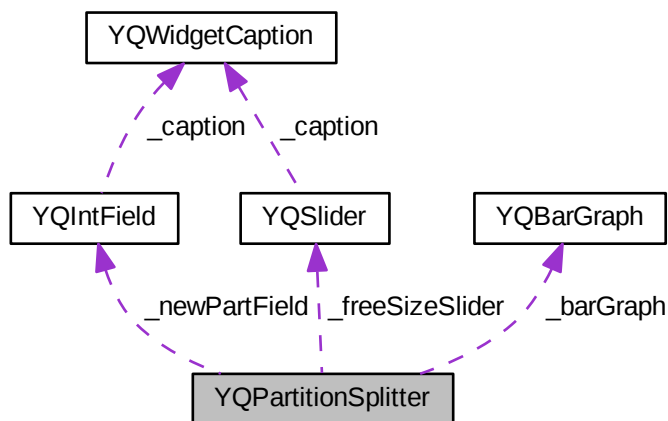 YQWidgetCaption
_caption
_caption
YQIntField
YQSlider
YQBarGraph
_newPartField
_freeSizeSlider
_barGraph
YQPartitionSplitter